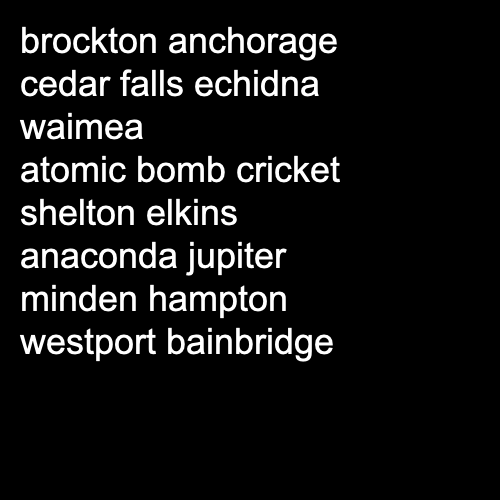 brockton anchorage
cedar falls echidna
waimea
atomic bomb cricket
shelton elkins
anaconda jupiter
minden hampton
westport bainbridge